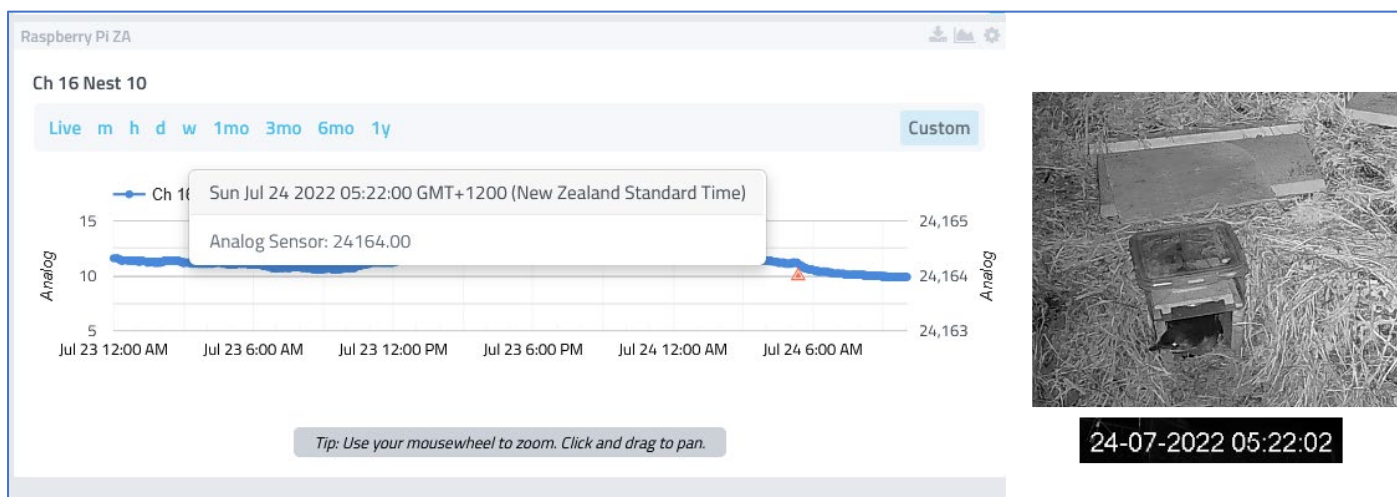 Raspberry Pi ZA
Ch 16 Nest 10
Live m h d w 1mo 3mo 6mo 1y Custom
Ch 16
Sun Jul 24 2022 05:22:00 GMT+1200 (New Zealand Standard Time)
Analog Sensor: 24164.00
15 24,165
10 24,164
5 24,163
Analog
Analog
Jul 23 12:00 AM Jul 23 6:00 AM Jul 23 12:00 PM Jul 23 6:00 PM Jul 24 12:00 AM Jul 24 6:00 AM
Tip: Use your mousewheel to zoom. Click and drag to pan.
24-07-2022 05:22:02